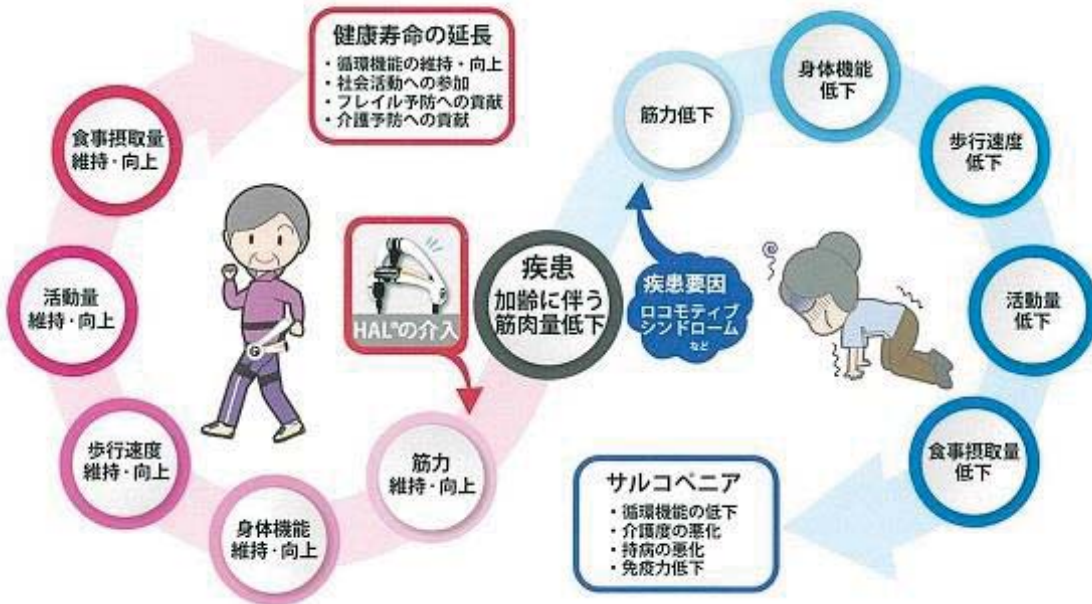 健康寿命の延長
・循環機能の維持・向上
・社会活動への参加
・フレイル予防への貢献
・介護予防への貢献
食事摂取量
維持・向上
活動量
維持・向上
歩行速度
維持・向上
身体機能
維持・向上
筋力
維持・向上
HAL®の介入
疾患
加齢に伴う
筋肉量低下
疾患要因
ロコモティブ
シンドローム
など
筋力低下
身体機能
低下
歩行速度
低下
活動量
低下
食事摂取量
低下
サルコペニア
・循環機能の低下
・介護度の悪化
・持病の悪化
・免疫力低下